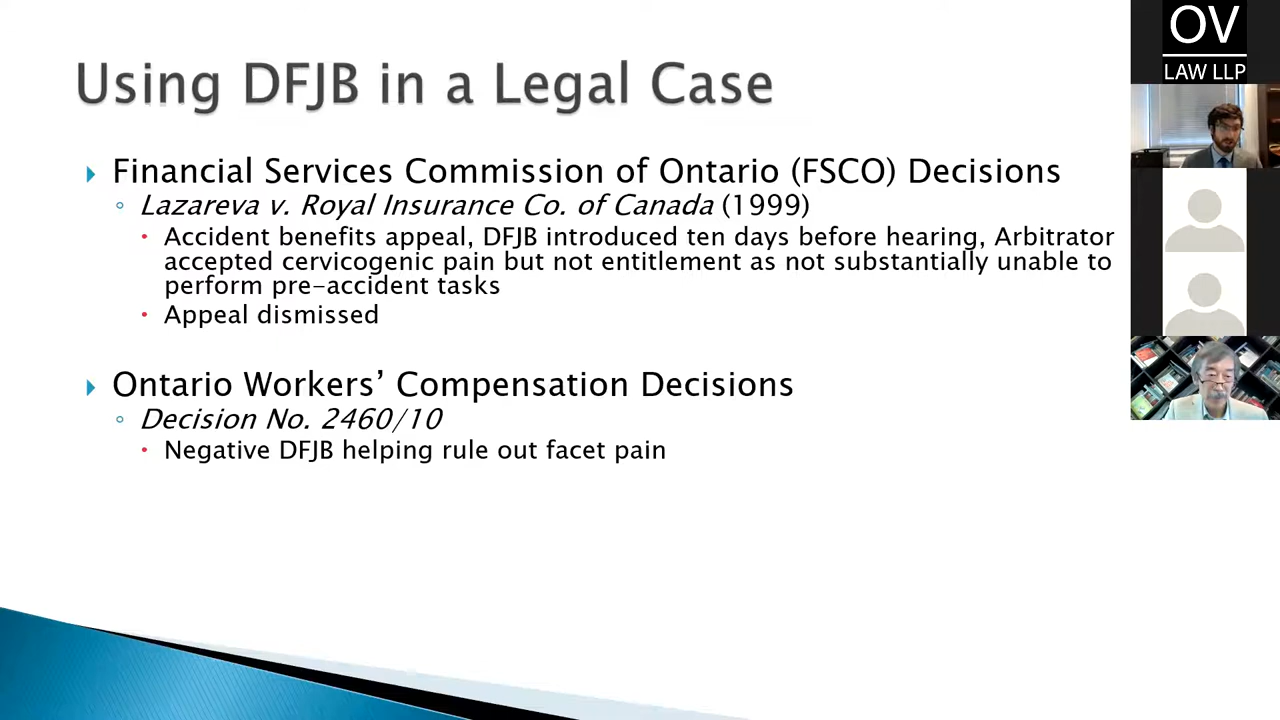 Using DFJB in a Legal Case
Financial Services Commission of Ontario (FSCO) Decisions
Lazareva v. Royal Insurance Co. of Canada (1999)
Accident benefits appeal, DFJB introduced ten days before hearing, Arbitrator
accepted cervicogenic pain but not entitlement as not substantially unable to
perform pre-accident tasks
Appeal dismissed
Ontario Workers’ Compensation Decisions
Decision No. 2460/10
Negative DFJB helping rule out facet pain
OV
LAW LLP